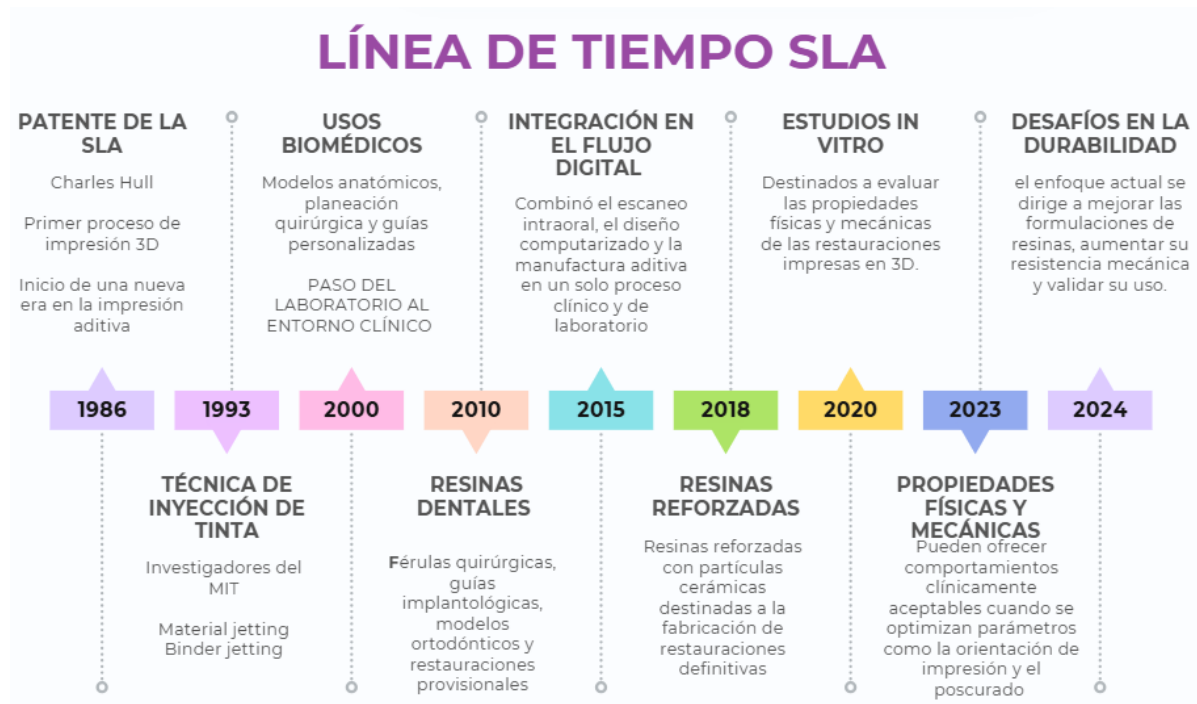 LÍNEA DE TIEMPO SLA
PATENTE DE LA
SLA
Charles Hull
Primer proceso de
impresión 3D
Inicio de una nueva
era en la impresión
aditiva
USOS
BIOMÉDICOS
Modelos anatómicos,
planeación
quirúrgica y guías
personalizadas
PASO DEL
LABORATORIO AL
ENTORNO CLÍNICO
INTEGRACIÓN EN
EL FLUJO
DIGITAL
Combinó el escaneo
intraoral, el diseño
computarizado y la
manufactura aditiva
en un solo proceso
clínico y de
laboratorio
ESTUDIOS IN
VITRO
Destinados a evaluar
las propiedades
físicas y mecánicas
de las restauraciones
impresas en 3D.
DESAFÍOS EN LA
DURABILIDAD
el enfoque actual se
dirige a mejorar las
formulaciones de
resinas, aumentar su
resistencia mecánica
y validar su uso.
1986 1993 2000 2010 2015 2018 2020 2023 2024
TÉCNICA DE
INYECCIÓN DE
TINTA
Investigadores del
MIT
Material jetting
Binder jetting
RESINAS
DENTALES
Férulas quirúrgicas,
guías
implantológicas,
modelos
ortodónticos y
restauraciones
provisionales
RESINAS
REFORZADAS
Resinas reforzadas
con partículas
cerámicas
destinadas a la
fabricación de
restauraciones
definitivas
PROPIEDADES
FÍSICAS Y
MECÁNICAS
Pueden ofrecer
comportamientos
clínicamente
aceptables cuando se
optimizan parámetros
como la orientación de
impresión y el
poscurado